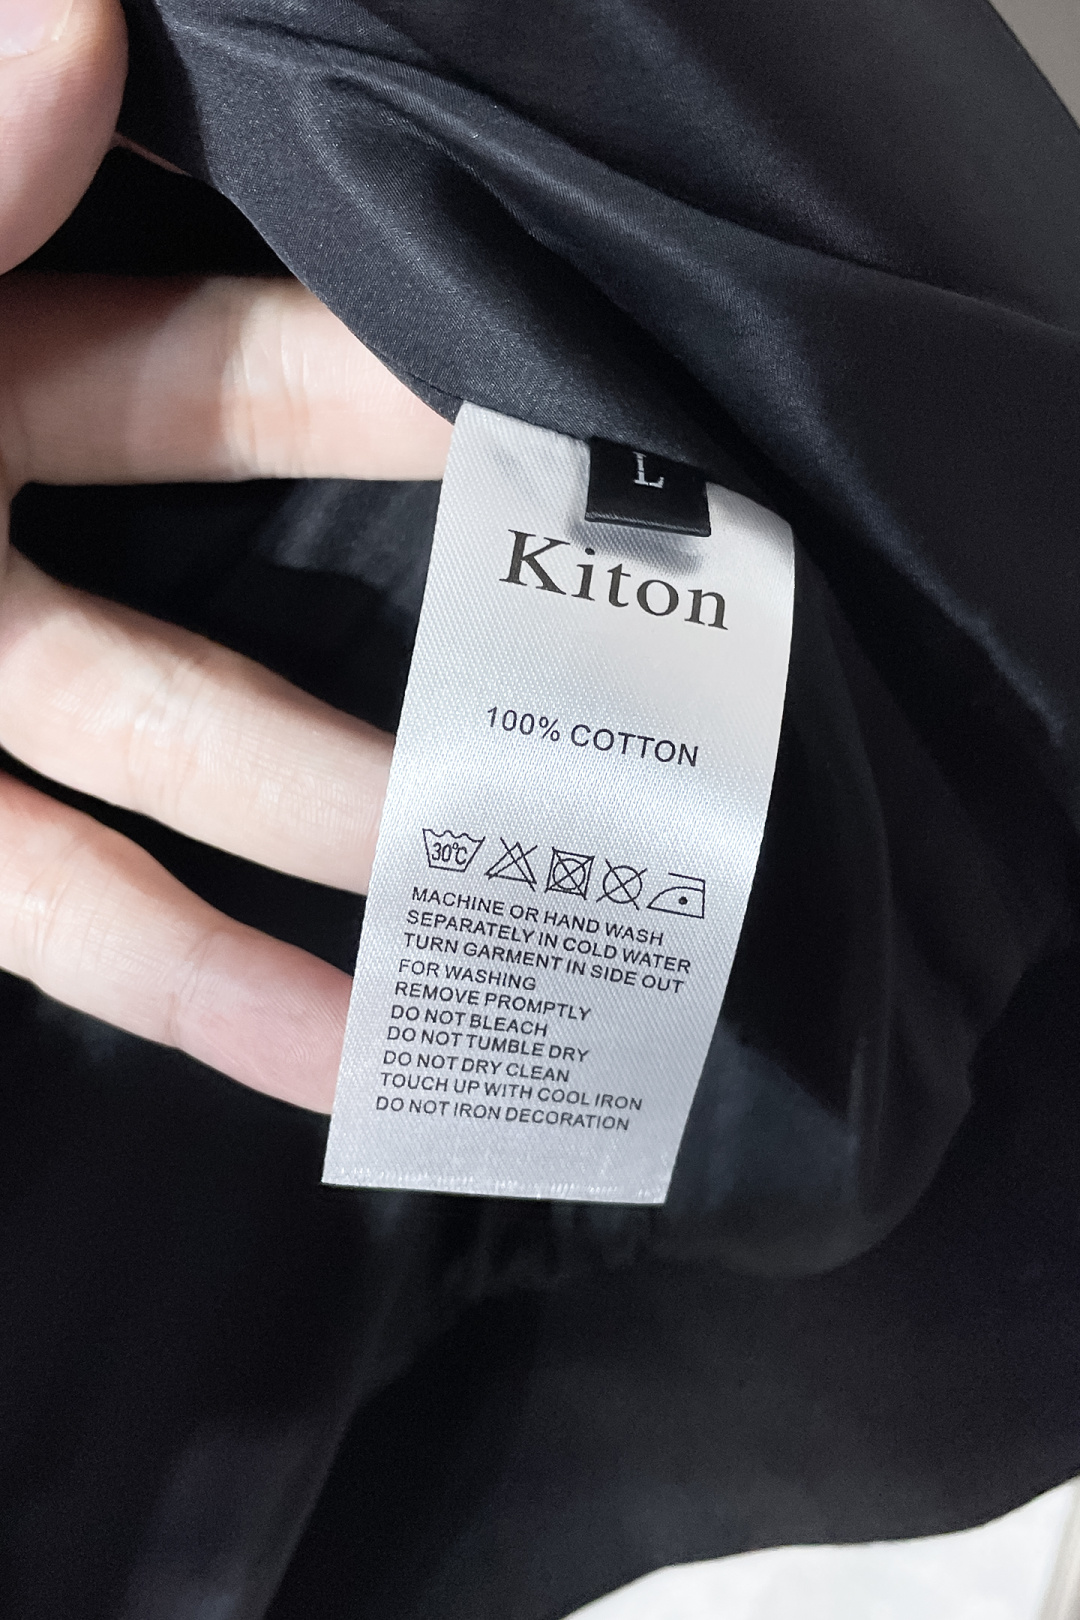 L
Kiton
100% COTTON
30℃
MACHINE OR HAND WASH
SEPARATELY IN COLD WATER
TURN GARMENT IN SIDE OUT
FOR WASHING
REMOVE PROMPTLY
DO NOT BLEACH
DO NOT TUMBLE DRY
DO NOT DRY CLEAN
TOUCH UP WITH COOL IRON
DO NOT IRON DECORATION